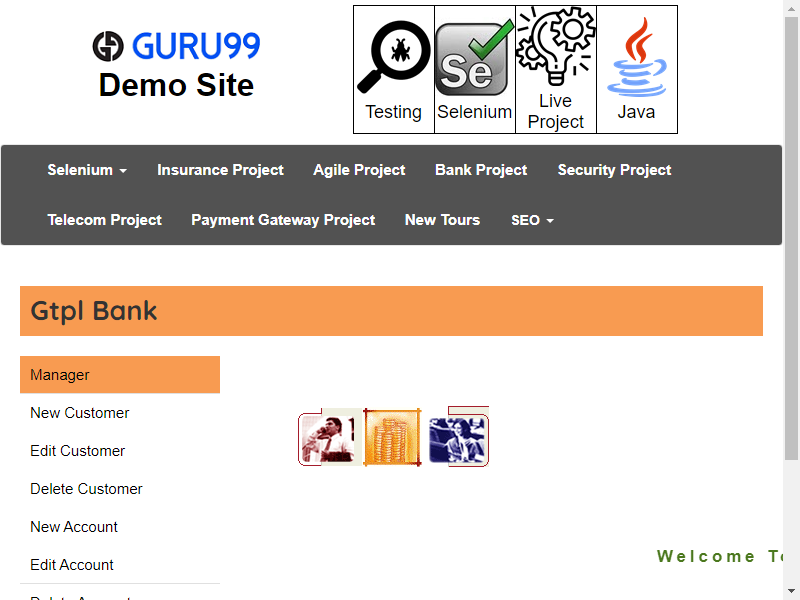 GURU99
Demo Site
Testing
Se
Selenium
Live
Project
Java
Selenium
Insurance Project
Agile Project
Bank Project
Security Project
Telecom Project
Payment Gateway Project
New Tours
SEO
Gtpl Bank
Manager
New Customer
Edit Customer
Delete Customer
New Account
Edit Account
Welcome To